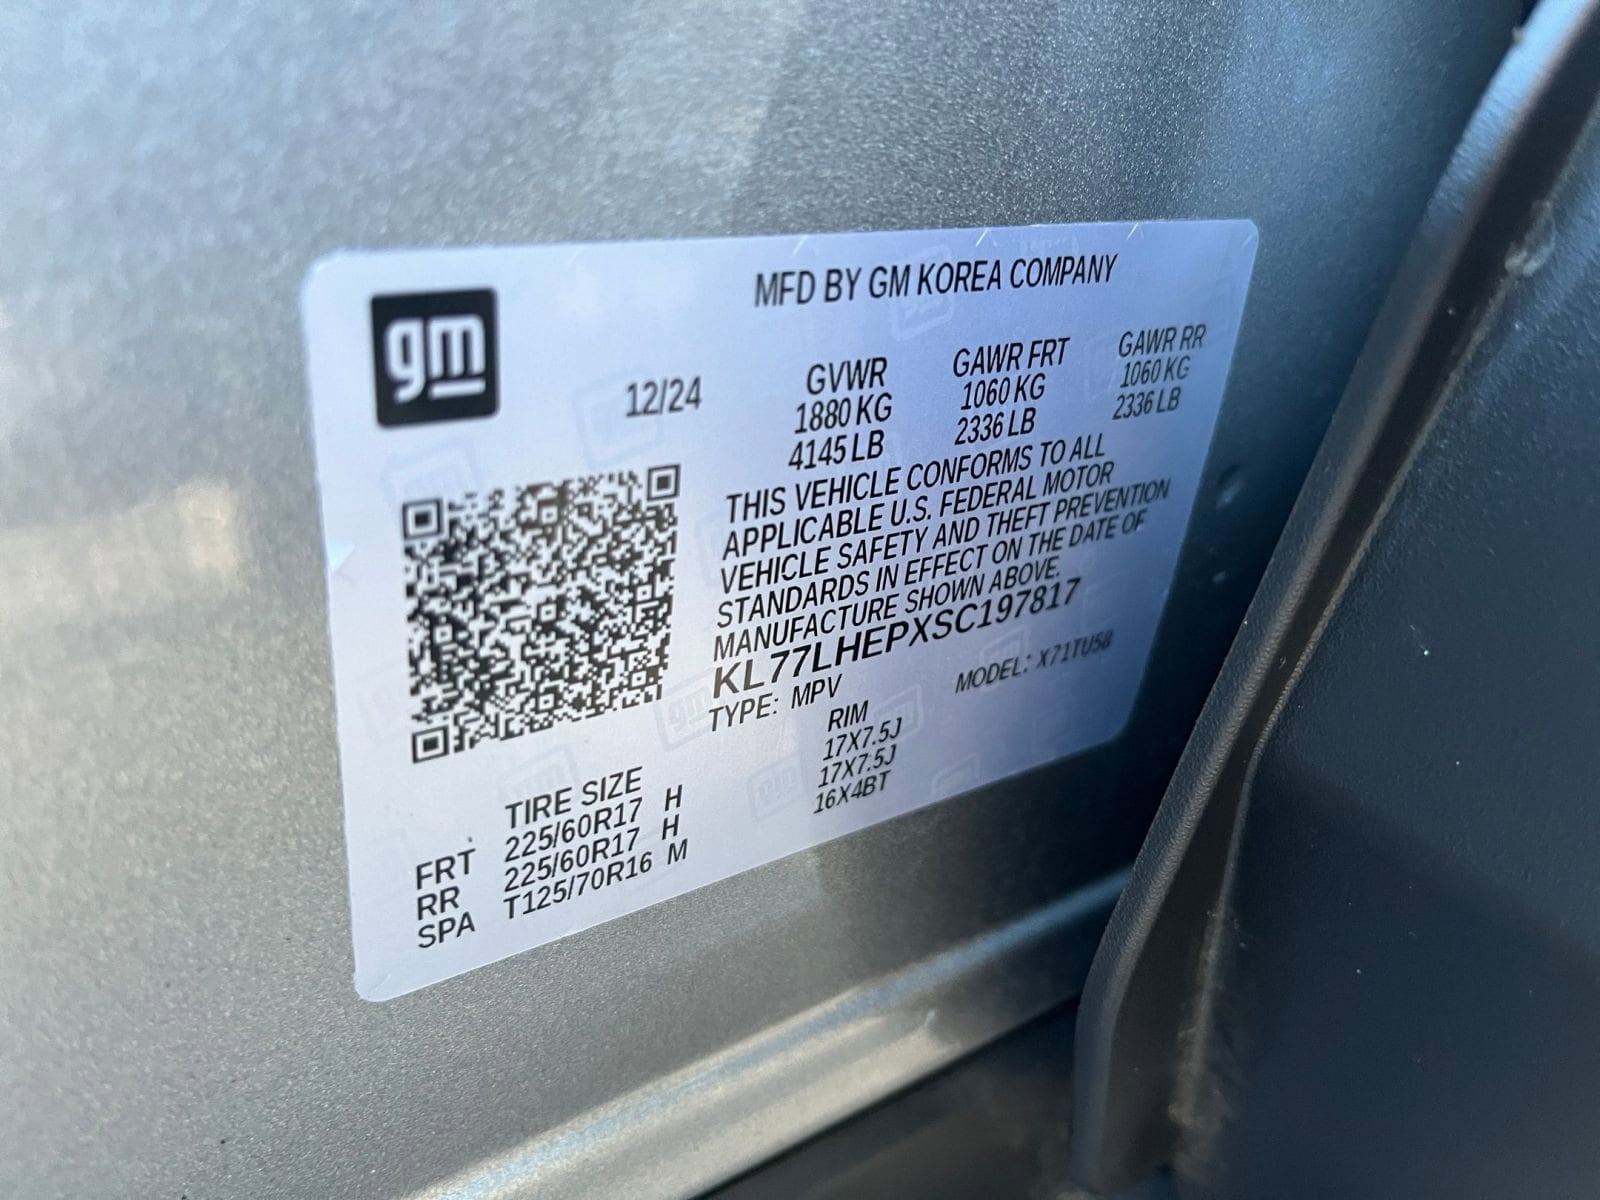 gm
MFD BY GM KOREA COMPANY
12/24 GVWR GAWR FRT GAWR RR
1880 KG 1060 KG 1060 KG
4145 LB 2336 LB 2336 LB
THIS VEHICLE CONFORMS TO ALL
APPLICABLE U.S. FEDERAL MOTOR
VEHICLE SAFETY AND THEFT PREVENTION
STANDARDS IN EFFECT ON THE DATE OF
MANUFACTURE SHOWN ABOVE.
KL77LHEPXSC197817
TYPE: MPV MODEL: X71TU58
TIRE SIZE RIM
FRT 225/60R17 H 17X7.5J
RR 225/60R17 H 17X7.5J
SPA T125/70R16 M 16X4BT